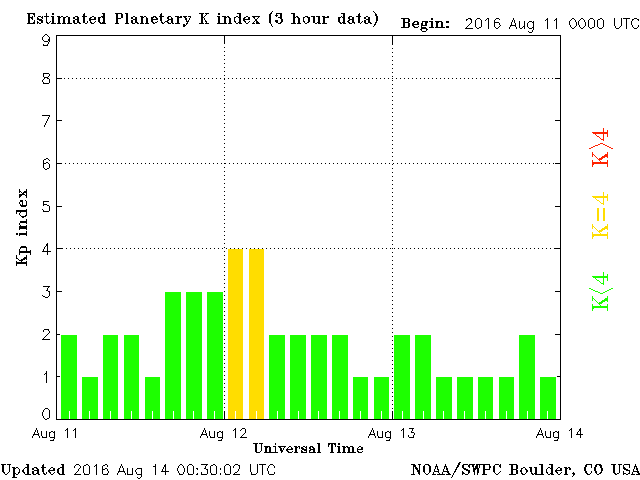 Estimated Planetary K index (3 hour data) Begin: 2016 Aug 11 0000 UTC
9
8
7
6
5
4
3
2
1
0
Kp index
K>4
K=4
K<4
Aug 11 Aug 12 Aug 13 Aug 14
Universal Time
Updated 2016 Aug 14 00:30:02 UTC NOAA/SWPC Boulder, CO USA